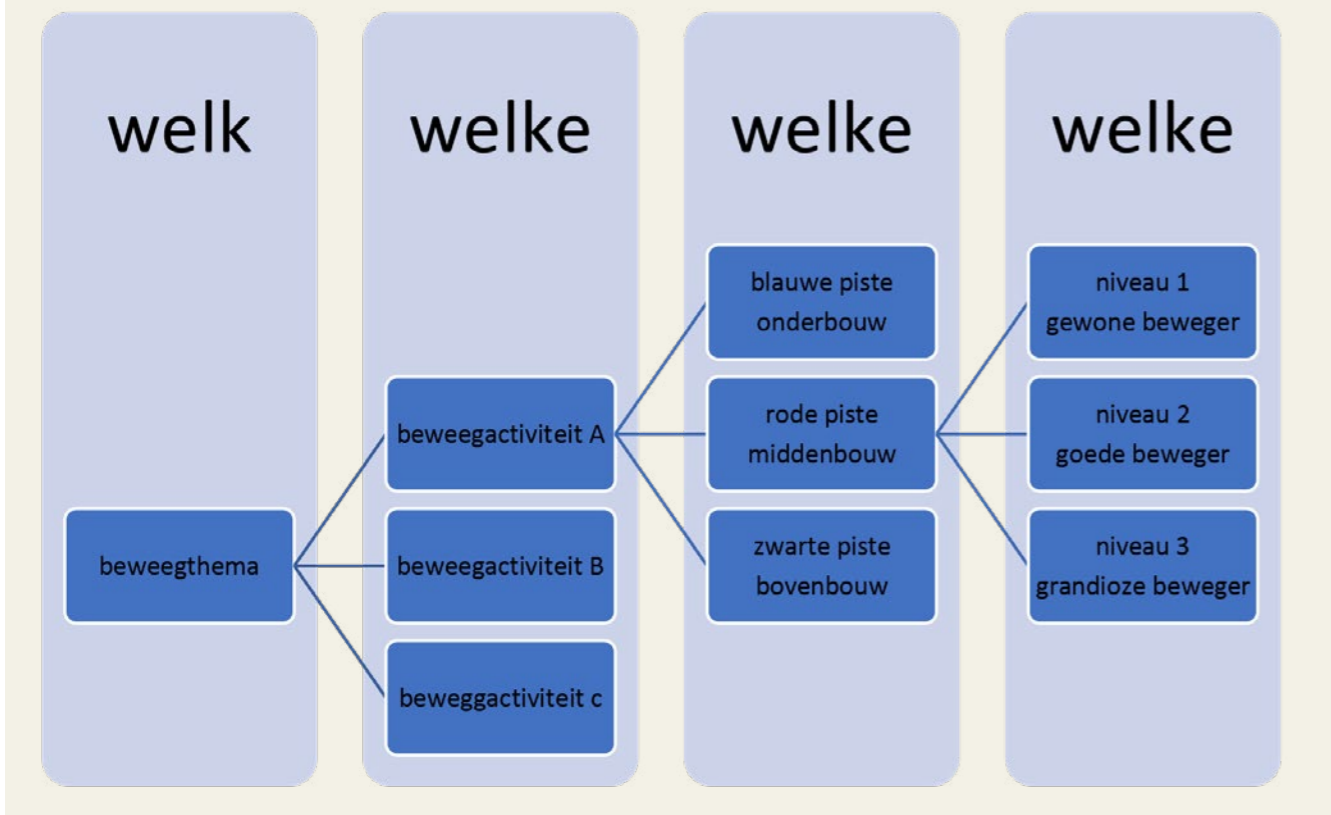 welk
welke
welke
welke
beweegthema
beweegactiviteit A
beweegactiviteit B
beweggactiviteit c
blauwe piste
onderbouw
rode piste
middenbouw
zwarte piste
bovenbouw
niveau 1
gewone beweger
niveau 2
goede beweger
niveau 3
grandioze beweger